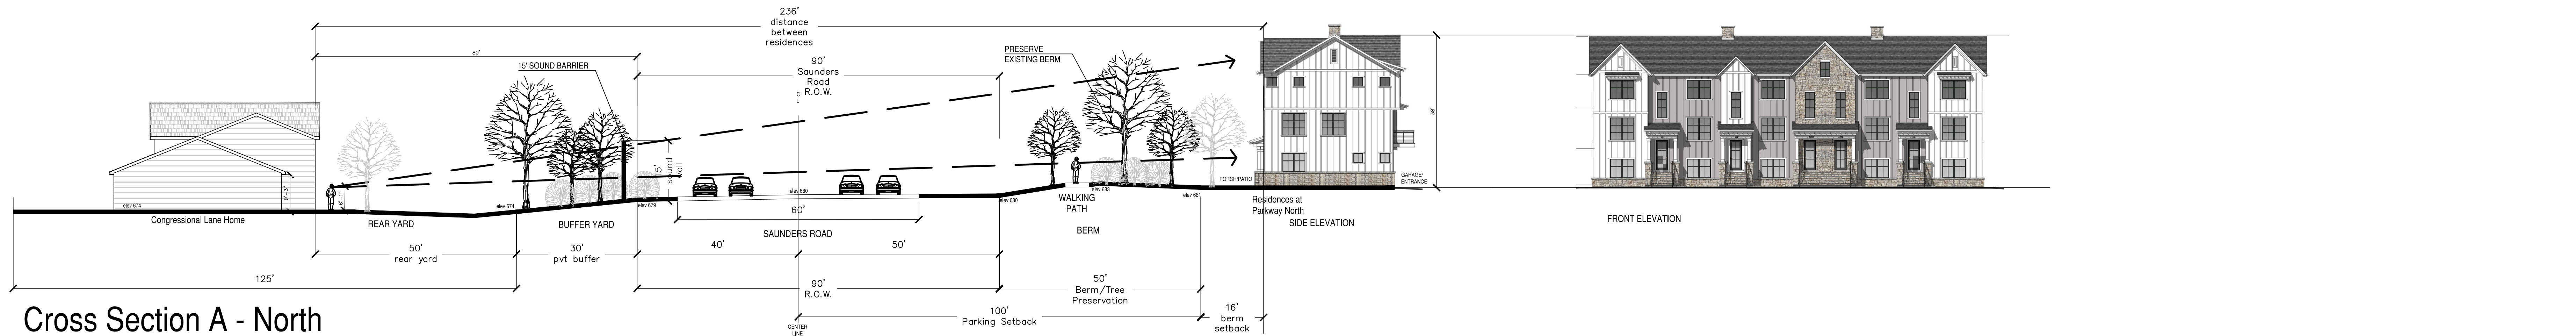 236'
distance
between
residences
80'
15' SOUND BARRIER
90'
Saunders
Road
R.O.W.
C
L
PRESERVE
EXISTING BERM
38'
15'
sound
wall
6'-3"
elev 674
Congressional Lane Home
REAR YARD
elev 674
BUFFER YARD
elev 679
elev 680
60'
SAUNDERS ROAD
elev 680
WALKING
PATH
elev 683
BERM
elev 681
PORCH/PATIO
GARAGE/
ENTRANCE
Residences at
Parkway North
SIDE ELEVATION
FRONT ELEVATION
50'
rear yard
30'
pvt buffer
40'
50'
125'
90'
R.O.W.
50'
Berm/Tree
Preservation
100'
Parking Setback
16'
berm
setback
CENTER
LINE
Cross Section A - North